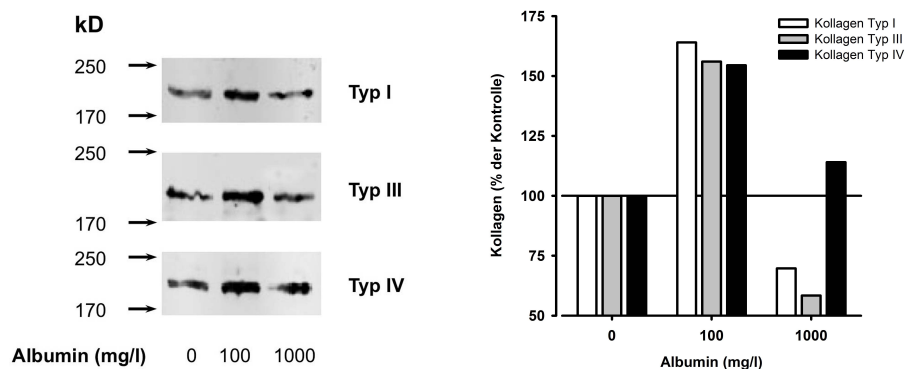 kD
250
170
Typ I
250
170
Typ III
250
170
Typ IV
Albumin (mg/l) 0 100 1000
Kollagen (% der Kontrolle)
175
150
125
100
75
50
0 100 1000
Albumin (mg/l)
Kollagen Typ I
Kollagen Typ III
Kollagen Typ IV